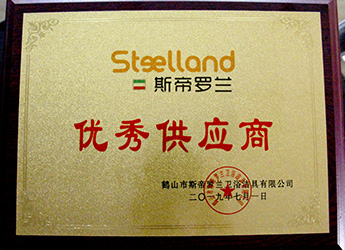 Steelland
斯帝罗兰
优秀供应商
鹤山市斯帝罗兰卫浴洁具有限公司
二〇一九年七月一日